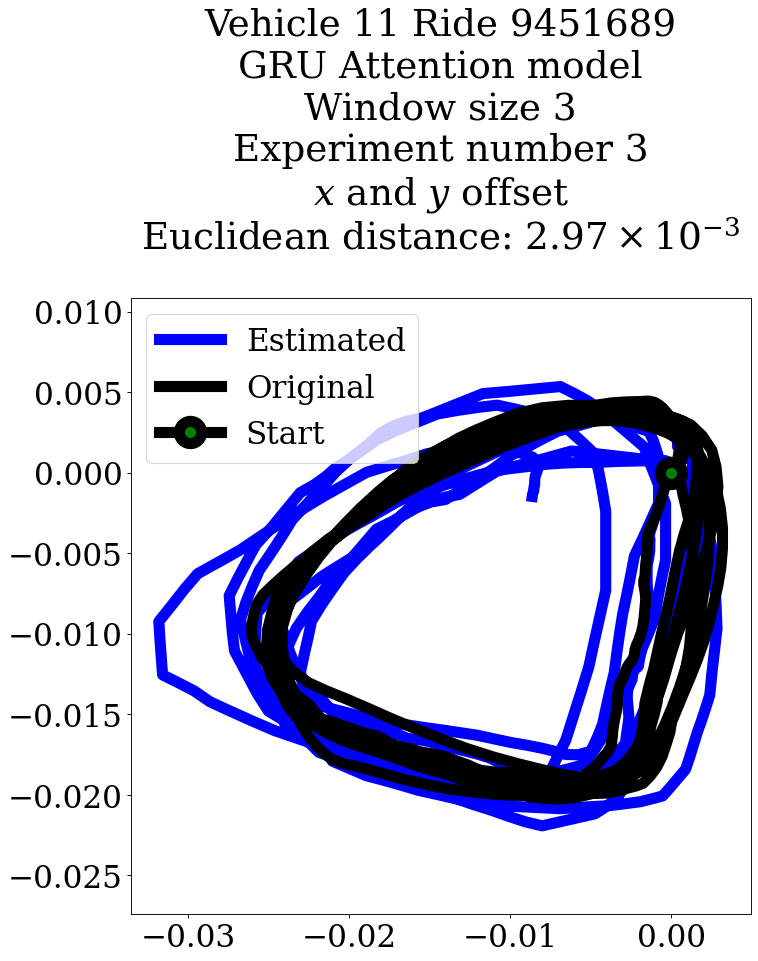 Vehicle 11 Ride 9451689
GRU Attention model
Window size 3
Experiment number 3
x and y offset
Euclidean distance: 2.97 × 10⁻³
0.010
0.005
0.000
−0.005
−0.010
−0.015
−0.020
−0.025
Estimated
Original
Start
−0.03 −0.02 −0.01 0.00